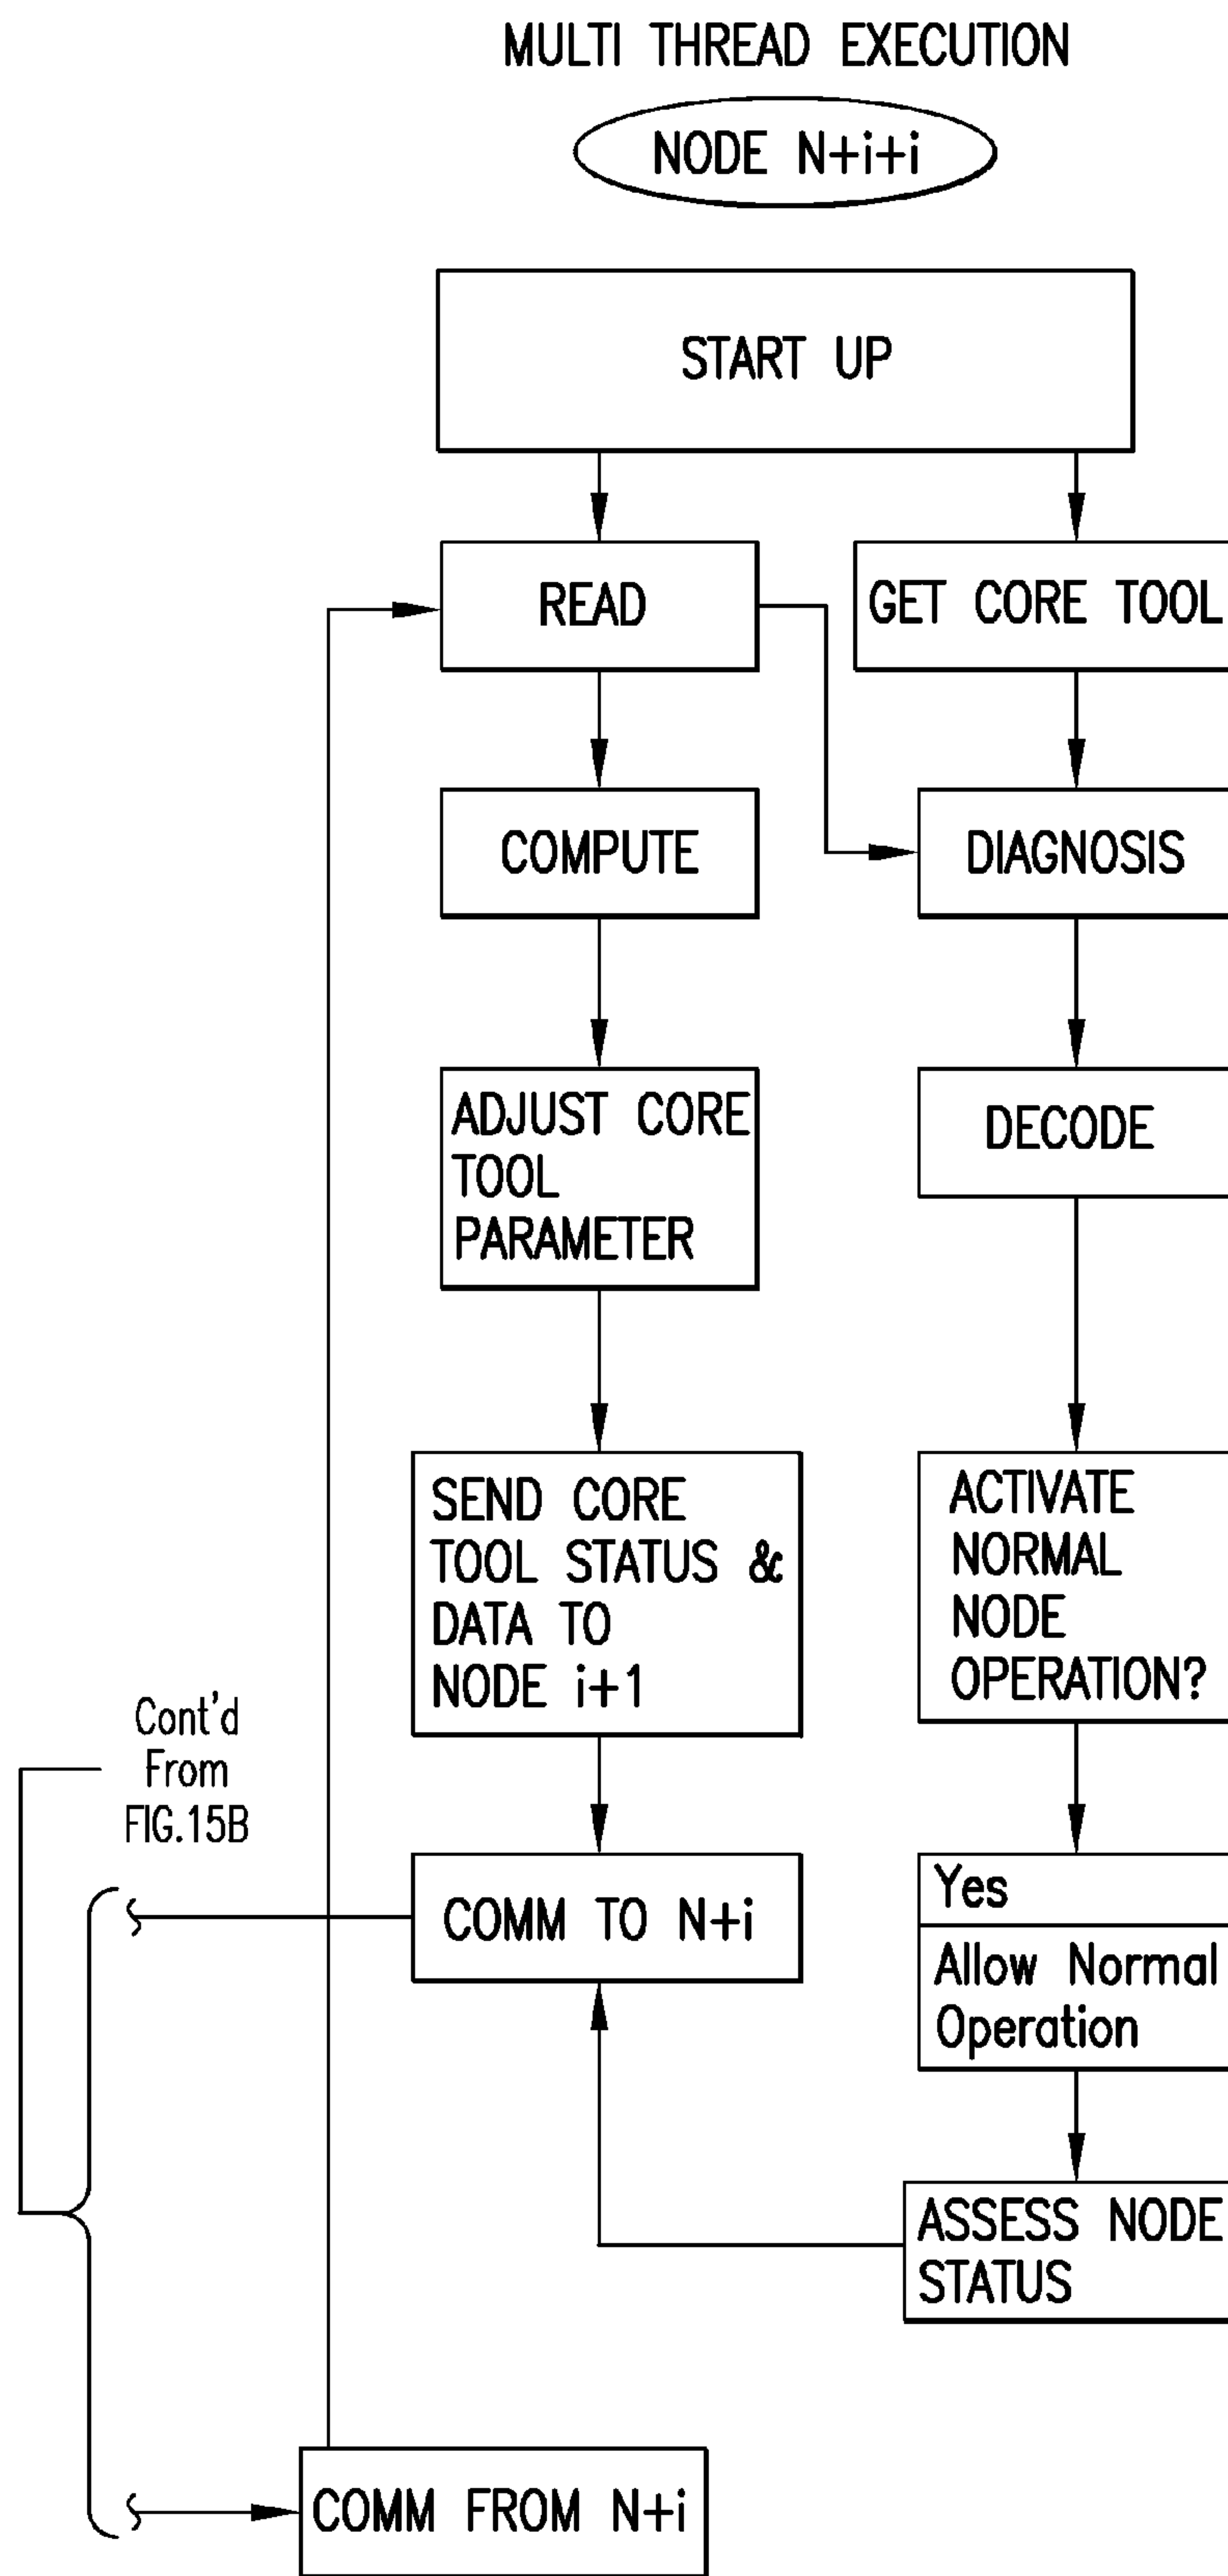 MULTI THREAD EXECUTION
NODE N+i+i
START UP
READ
GET CORE TOOL
COMPUTE
DIAGNOSIS
ADJUST CORE
TOOL
PARAMETER
DECODE
SEND CORE
TOOL STATUS &
DATA TO
NODE i+1
ACTIVATE
NORMAL
NODE
OPERATION?
Cont'd
From
FIG.15B
COMM TO N+i
Yes
Allow Normal
Operation
ASSESS NODE
STATUS
COMM FROM N+i